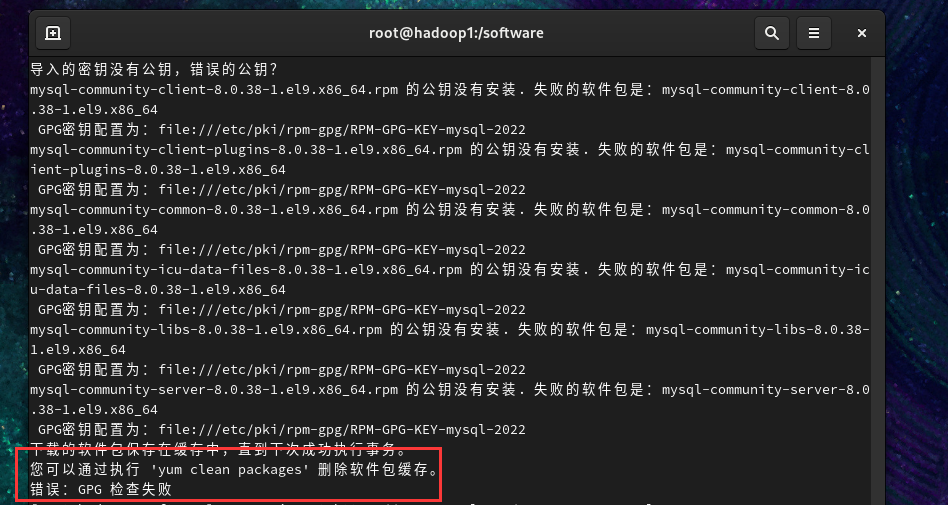 root@hadoop1:/software
导入的密钥没有公钥，错误的公钥？
mysql-community-client-8.0.38-1.el9.x86_64.rpm 的公钥没有安装. 失败的软件包是：mysql-community-client-8.0
.38-1.el9.x86_64
GPG密钥配置为：file:///etc/pki/rpm-gpg/RPM-GPG-KEY-mysql-2022
mysql-community-client-plugins-8.0.38-1.el9.x86_64.rpm 的公钥没有安装. 失败的软件包是：mysql-community-cl
ient-plugins-8.0.38-1.el9.x86_64
GPG密钥配置为：file:///etc/pki/rpm-gpg/RPM-GPG-KEY-mysql-2022
mysql-community-common-8.0.38-1.el9.x86_64.rpm 的公钥没有安装. 失败的软件包是：mysql-community-common-8.0
.38-1.el9.x86_64
GPG密钥配置为：file:///etc/pki/rpm-gpg/RPM-GPG-KEY-mysql-2022
mysql-community-icu-data-files-8.0.38-1.el9.x86_64.rpm 的公钥没有安装. 失败的软件包是：mysql-community-ic
u-data-files-8.0.38-1.el9.x86_64
GPG密钥配置为：file:///etc/pki/rpm-gpg/RPM-GPG-KEY-mysql-2022
mysql-community-libs-8.0.38-1.el9.x86_64.rpm 的公钥没有安装. 失败的软件包是：mysql-community-libs-8.0.38-
1.el9.x86_64
GPG密钥配置为：file:///etc/pki/rpm-gpg/RPM-GPG-KEY-mysql-2022
mysql-community-server-8.0.38-1.el9.x86_64.rpm 的公钥没有安装. 失败的软件包是：mysql-community-server-8.0
.38-1.el9.x86_64
GPG密钥配置为：file:///etc/pki/rpm-gpg/RPM-GPG-KEY-mysql-2022
下载的软件包保存在缓存中，直到下次成功执行事务。
您可以通过执行 'yum clean packages' 删除软件包缓存。
错误：GPG 检查失败